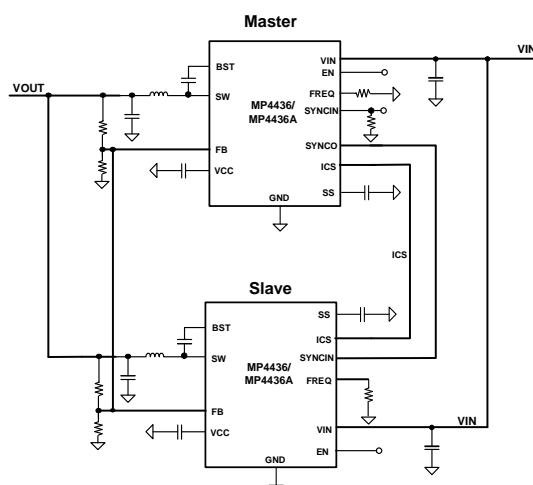 Master
VIN
VIN
BST
EN
VOUT
SW
FREQ
MP4436/
MP4436A
SYNCIN
FB
SYNCO
ICS
VCC
SS
GND
ICS
Slave
SS
BST
ICS
SW
SYNCIN
MP4436/
MP4436A
FREQ
FB
VIN
VIN
VCC
EN
GND